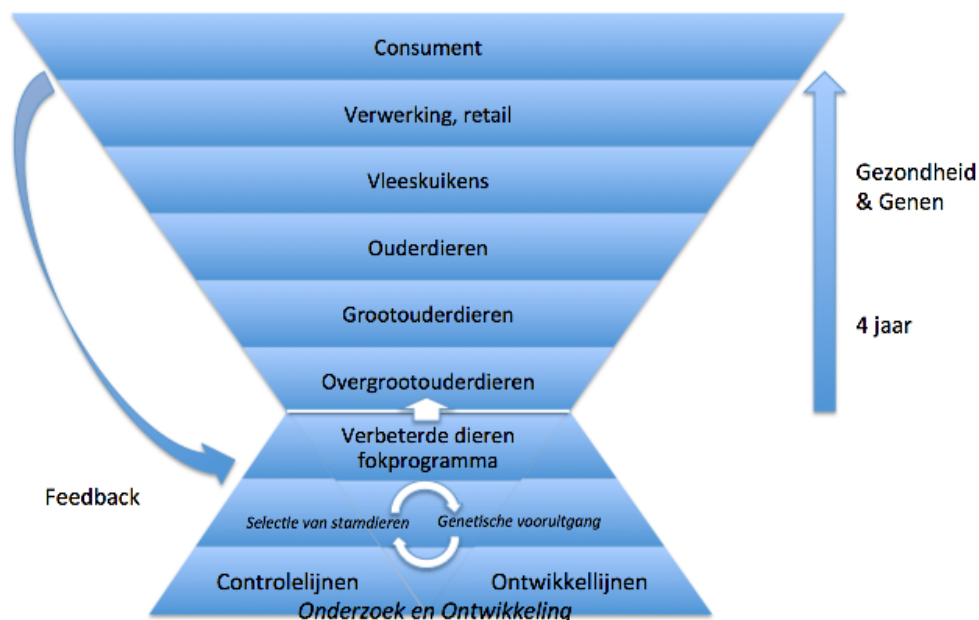 Consument
Verwerking, retail
Vleeskuikens
Gezondheid
& Genen
Ouderdieren
Grootouderdieren
4 jaar
Overgrootouderdieren
Verbeterde dieren
fokprogramma
Feedback
Selectie van stamdieren
Genetische vooruitgang
Controlelijnen
Ontwikkellijnen
Onderzoek en Ontwikkeling